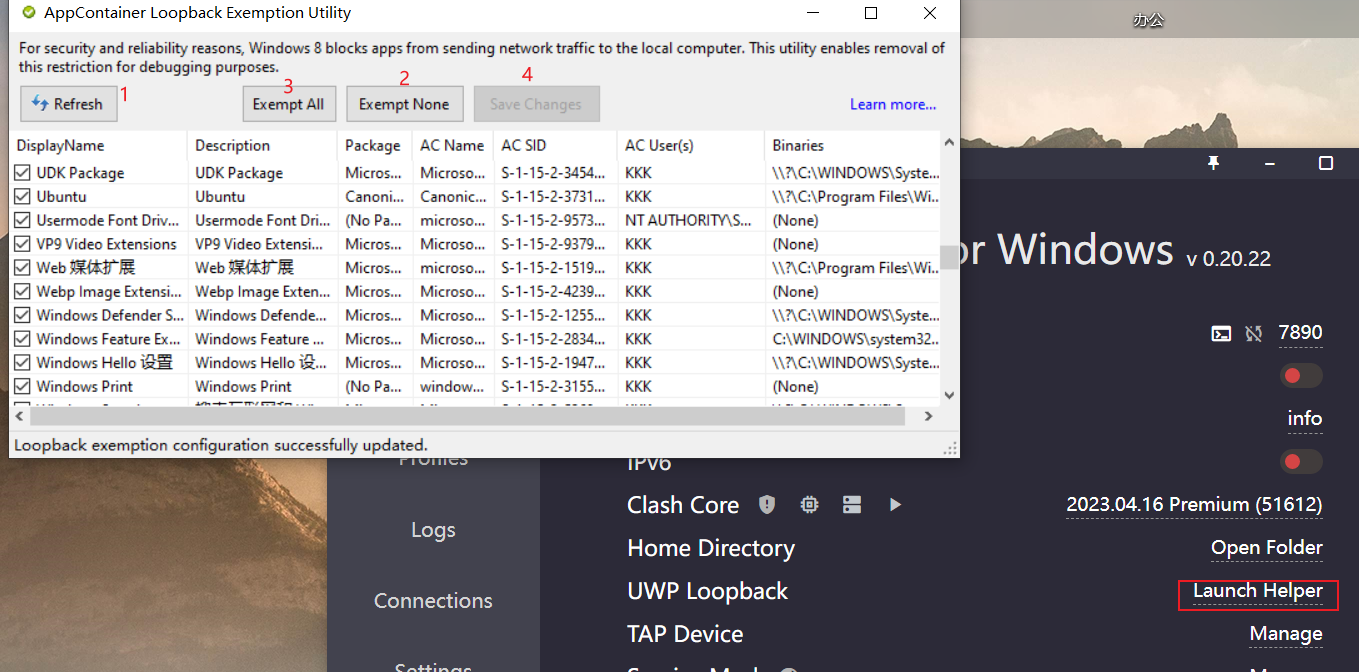 AppContainer Loopback Exemption Utility
办公
For security and reliability reasons, Windows 8 blocks apps from sending network traffic to the local computer. This utility enables removal of
this restriction for debugging purposes.
1 3 2 4
Refresh Exempt All Exempt None Save Changes Learn more...
DisplayName Description Package AC Name AC SID AC User(s) Binaries
UDK Package UDK Package Micros... Microso... S-1-15-2-3454... KKK \\?\C:\WINDOWS\Syste...
Ubuntu Ubuntu Canoni... Canonic... S-1-15-2-3731... KKK \\?\C:\Program Files\Wi...
Usermode Font Driv... Usermode Font Dri... (No Pa... microso... S-1-15-2-9573... NT AUTHORITY\S... (None)
VP9 Video Extensions VP9 Video Extensi... Micros... Microso... S-1-15-2-9379... KKK (None)
Web 媒体扩展 Web 媒体扩展 Micros... microso... S-1-15-2-1519... KKK \\?\C:\Program Files\Wi...
Webp Image Extensi... Webp Image Exten... Micros... Microso... S-1-15-2-4239... KKK (None)
Windows Defender S... Windows Defende... Micros... Microso... S-1-15-2-1255... KKK \\?\C:\WINDOWS\Syste...
Windows Feature Ex... Windows Feature ... Micros... Microso... S-1-15-2-2834... KKK C:\WINDOWS\system32...
Windows Hello 设置 Windows Hello 设... Micros... Microso... S-1-15-2-1947... KKK \\?\C:\WINDOWS\Syste...
Windows Print Windows Print (No Pa... window... S-1-15-2-3155... KKK (None)
Loopback exemption configuration successfully updated.
or Windows v 0.20.22
7890
info
Profiles
Logs
Connections
Settings
IPv6
Clash Core 2023.04.16 Premium (51612)
Home Directory Open Folder
UWP Loopback Launch Helper
TAP Device Manage